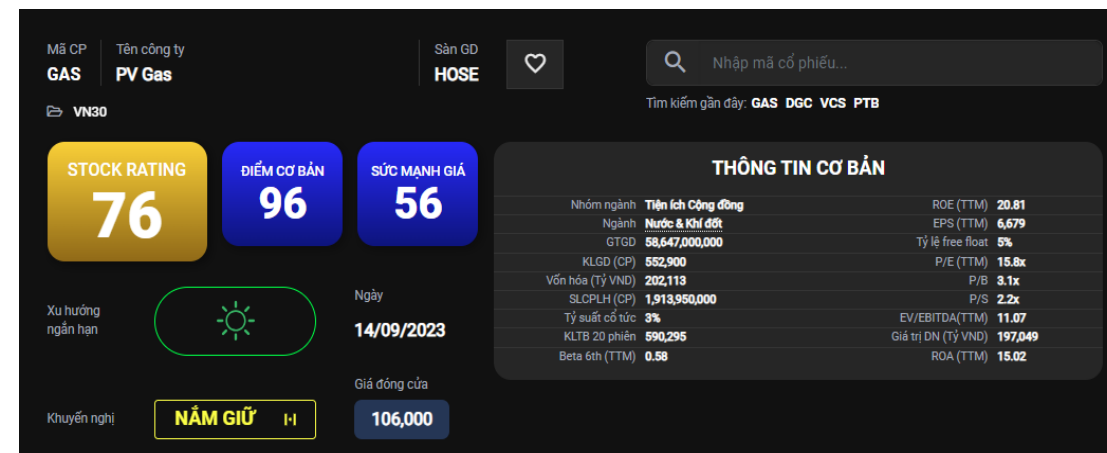 Mã CP Tên công ty Sàn GD
GAS PV Gas HOSE
VN30
Nhập mã cổ phiếu...
Tìm kiếm gần đây: GAS DGC VCS PTB
STOCK RATING
76
ĐIỂM CƠ BẢN
96
SỨC MẠNH GIÁ
56
Xu hướng
ngắn hạn
Ngày
14/09/2023
Giá đóng cửa
106,000
Khuyến nghị NẮM GIỮ
THÔNG TIN CƠ BẢN
Nhóm ngành Tiện ích Cộng đồng ROE (TTM) 20.81
Ngành Nước & Khí đốt EPS (TTM) 6,679
GTGD 58,647,000,000 Tỷ lệ free float 5%
KLGD (CP) 552,900 P/E (TTM) 15.8x
Vốn hóa (Tỷ VND) 202,113 P/B 3.1x
SLCPLH (CP) 1,913,950,000 P/S 2.2x
Tỷ suất cổ tức 3% EV/EBITDA(TTM) 11.07
KLTB 20 phiên 590,295 Giá trị DN (Tỷ VND) 197,049
Beta 6th (TTM) 0.58 ROA (TTM) 15.02